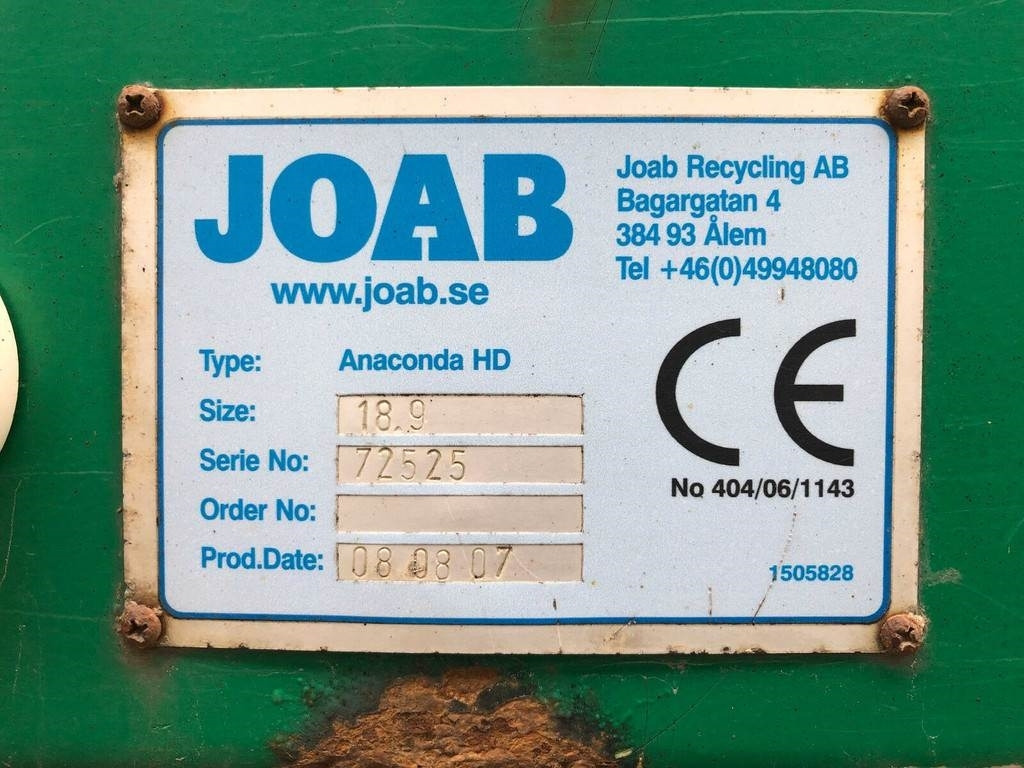 JOAB
www.joab.se
Joab Recycling AB
Bagargatan 4
384 93 Ålem
Tel +46(0)49948080
Type: Anaconda HD
Size: 18.9
Serie No: 72525
Order No:
Prod.Date: 08 08 07
CE
No 404/06/1143
1505828